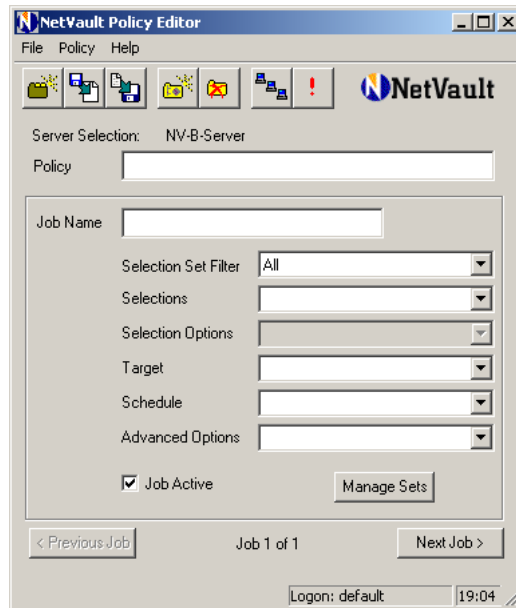 NetVault Policy Editor
File Policy Help
NetVault
Server Selection: NV-B-Server
Policy
Job Name
Selection Set Filter All
Selections
Selection Options
Target
Schedule
Advanced Options
Job Active Manage Sets
< Previous Job Job 1 of 1 Next Job >
Logon: default 19:04